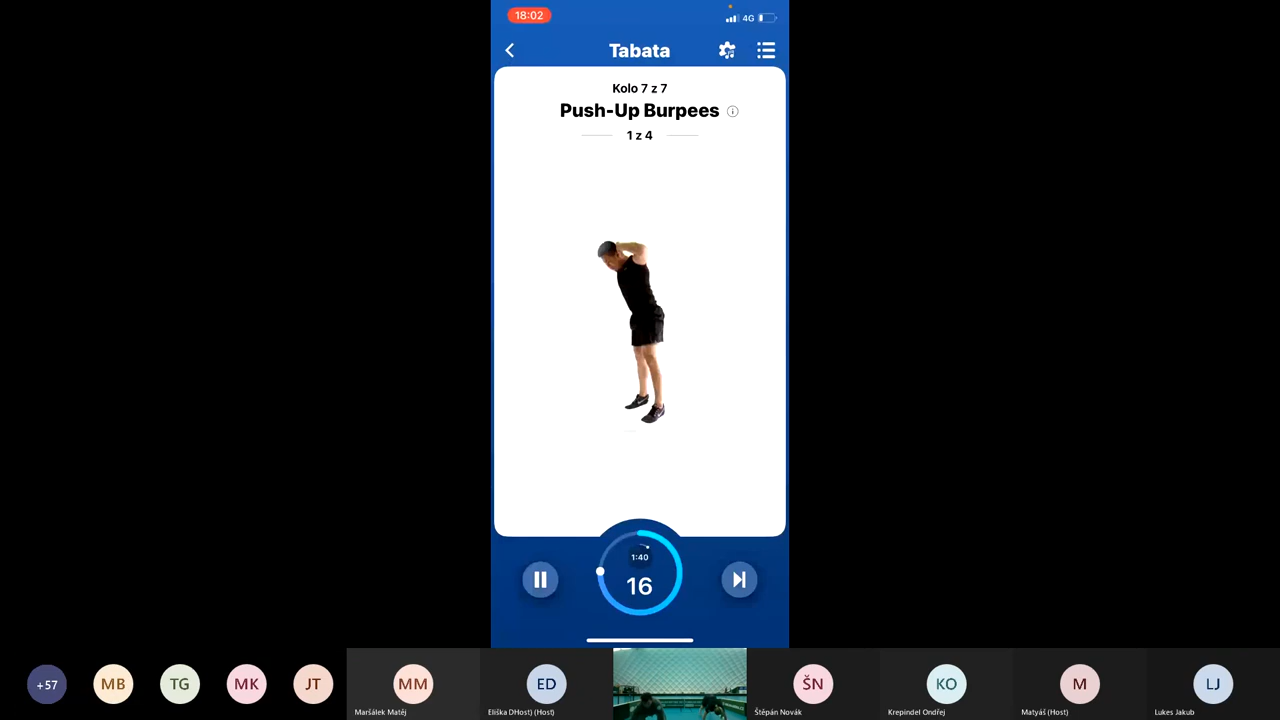 18:02
4G
Tabata
Kolo 7 z 7
Push-Up Burpees
1 z 4
1:40
16
+57
MB
TG
MK
JT
MM
Maršálek Matěj
ED
Eliška DHost) (Host)
ŠN
Štěpán Novák
KO
Krepindel Ondřej
M
Matyáš (Host)
LJ
Lukes Jakub